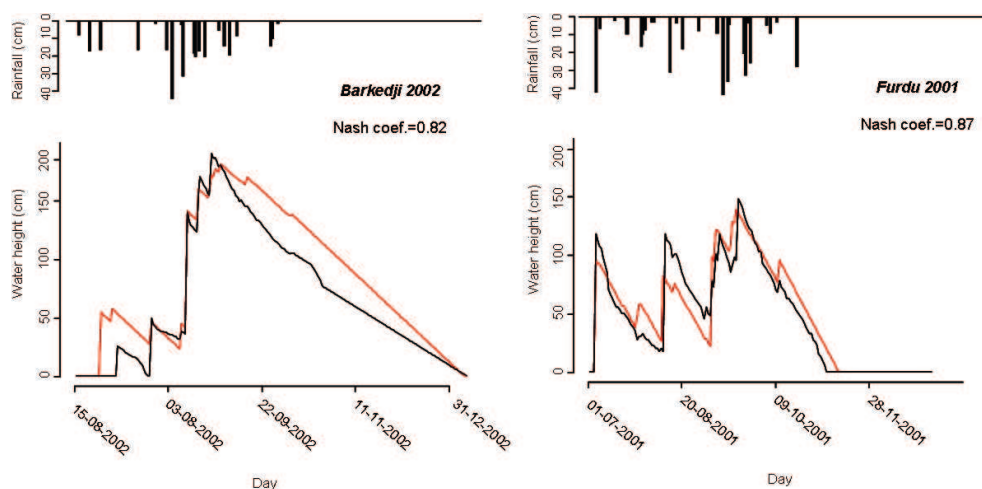 Rainfall (cm)
0
10
20
30
40
Barkedji 2002
Nash coef.=0.82
Water height (cm)
200
150
100
50
0
15-08-2002
03-08-2002
22-09-2002
11-11-2002
31-12-2002
Day
Rainfall (cm)
0
10
20
30
40
Furdu 2001
Nash coef.=0.87
Water height (cm)
200
150
100
50
0
01-07-2001
20-08-2001
09-10-2001
28-11-2001
Day